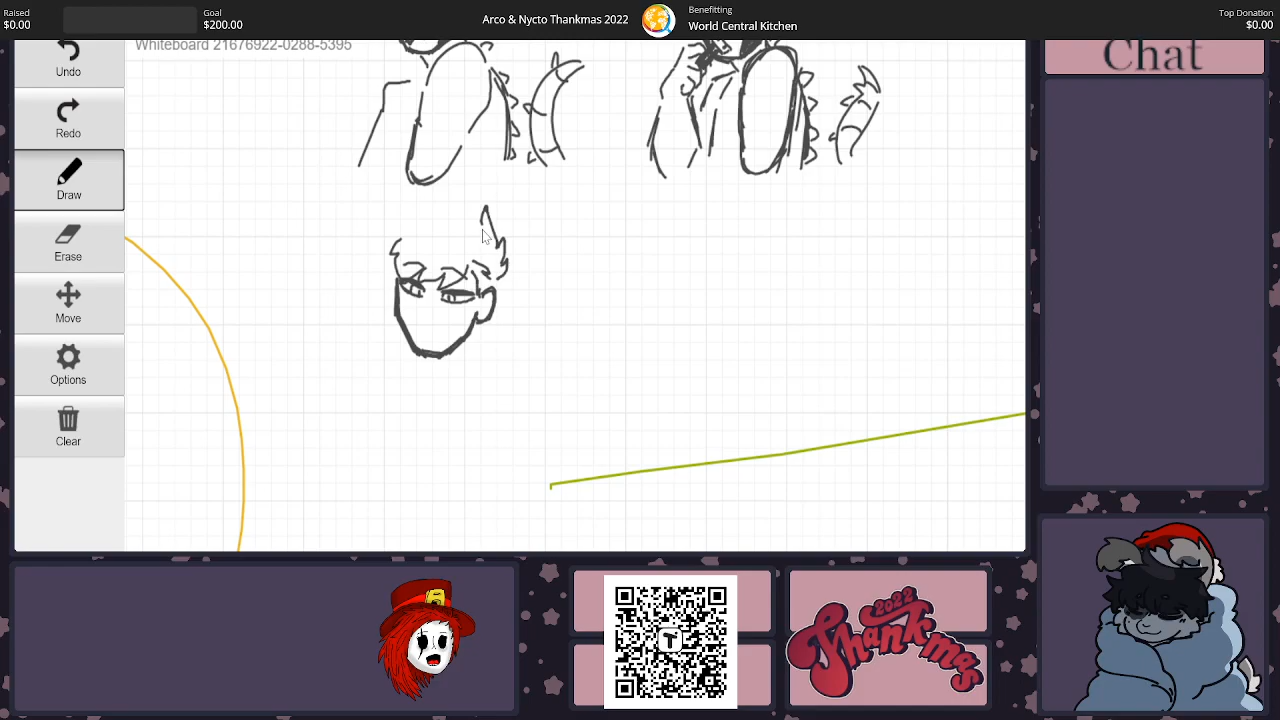 Raised
$0.00
Goal
$200.00
Arco & Nycto Thankmas 2022
Benefitting
World Central Kitchen
Top Donation
$0.00
Whiteboard 21676922-0288-5395
Chat
Undo
Redo
Draw
Erase
Move
Options
Clear
T
2022
Thankmas